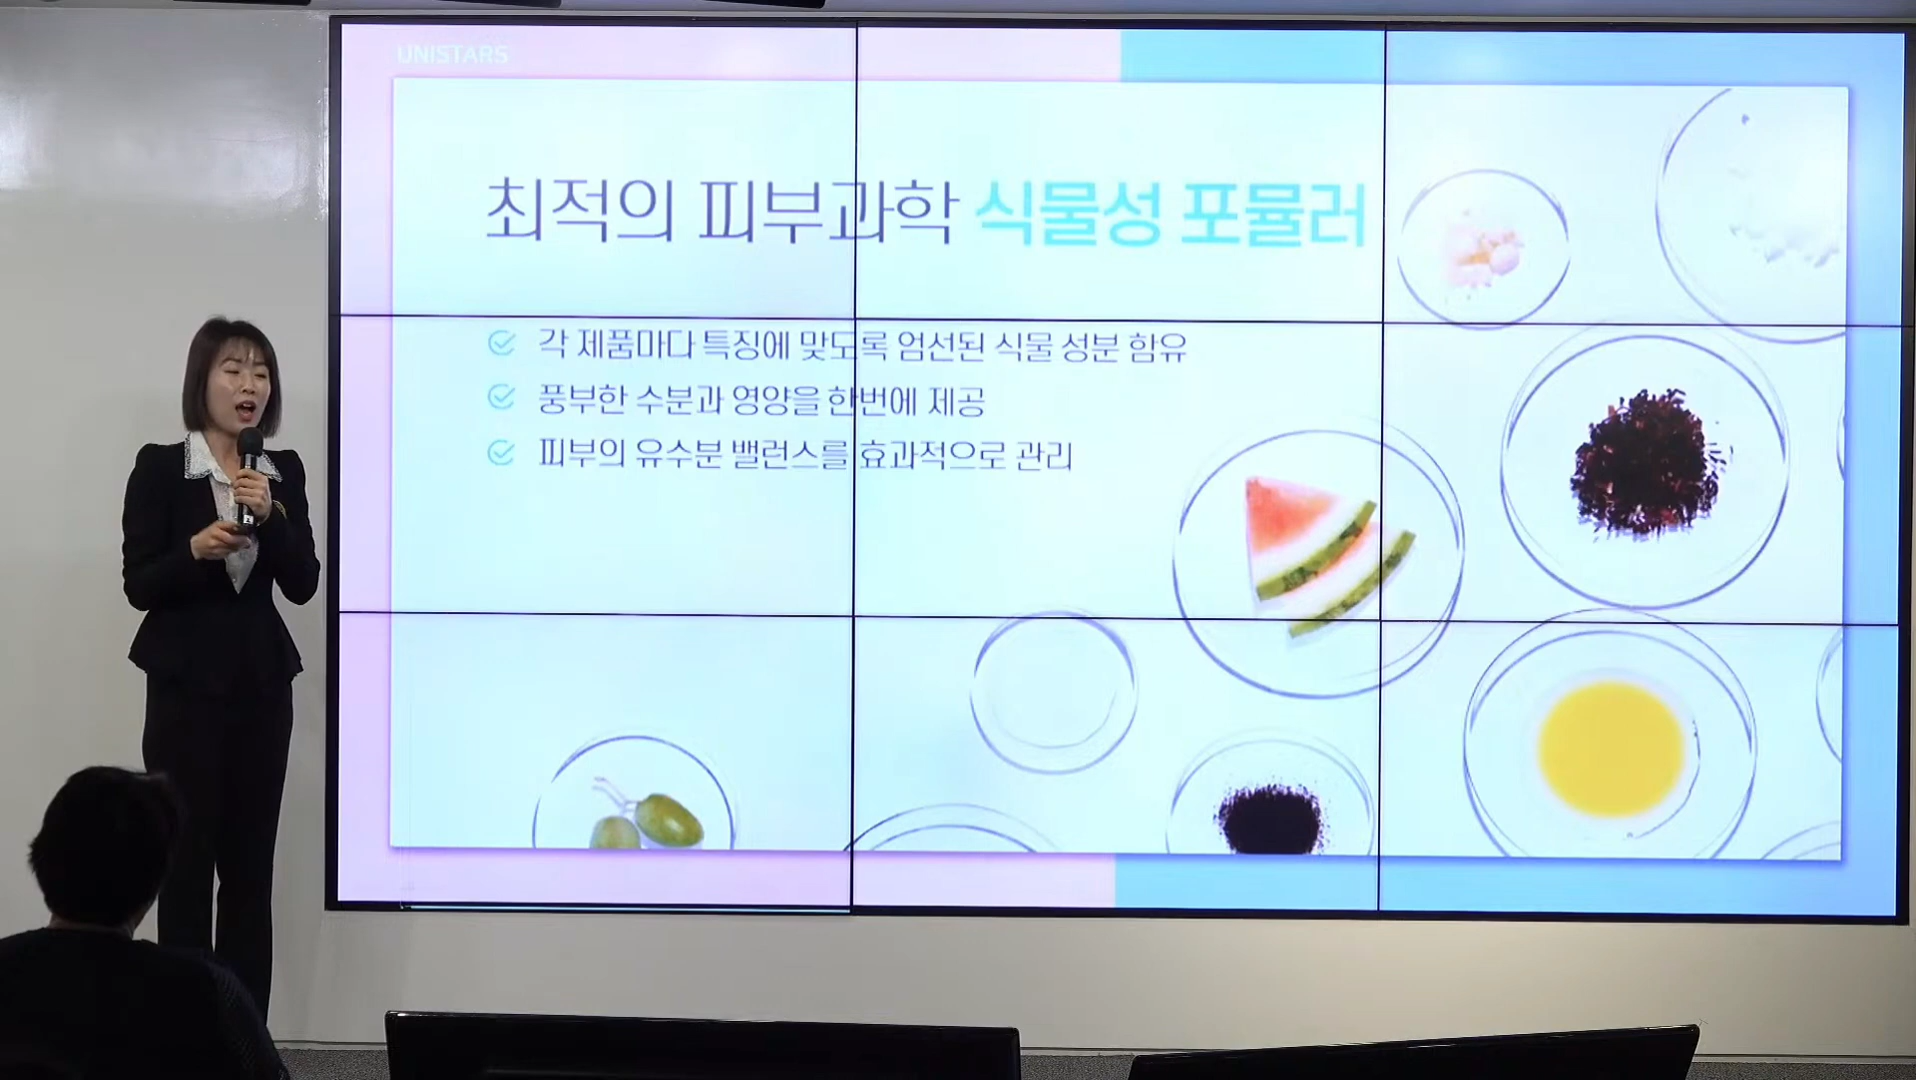 UNISTARS
최적의 피부과학 식물성 포뮬러
각 제품마다 특징에 맞도록 엄선된 식물 성분 함유
풍부한 수분과 영양을 한번에 제공
피부의 유수분 밸런스를 효과적으로 관리